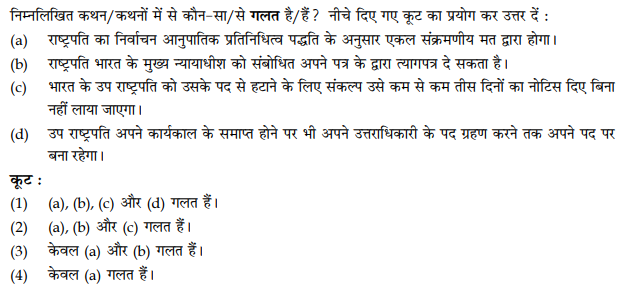 निम्नलिखित कथन/कथनों में से कौन-सा/से गलत है/हैं? नीचे दिए गए कूट का प्रयोग कर उत्तर दें :
(a) राष्ट्रपति का निर्वाचन आनुपातिक प्रतिनिधित्व पद्धति के अनुसार एकल संक्रमणीय मत द्वारा होगा।
(b) राष्ट्रपति भारत के मुख्य न्यायाधीश को संबोधित अपने पत्र के द्वारा त्यागपत्र दे सकता है।
(c) भारत के उप राष्ट्रपति को उसके पद से हटाने के लिए संकल्प उसे कम से कम तीस दिनों का नोटिस दिए बिना
नहीं लाया जाएगा।
(d) उप राष्ट्रपति अपने कार्यकाल के समाप्त होने पर भी अपने उत्तराधिकारी के पद ग्रहण करने तक अपने पद पर
बना रहेगा।
कूट :
(1) (a), (b), (c) और (d) गलत हैं।
(2) (a), (b) और (c) गलत हैं।
(3) केवल (a) और (b) गलत हैं।
(4) केवल (a) गलत हैं।